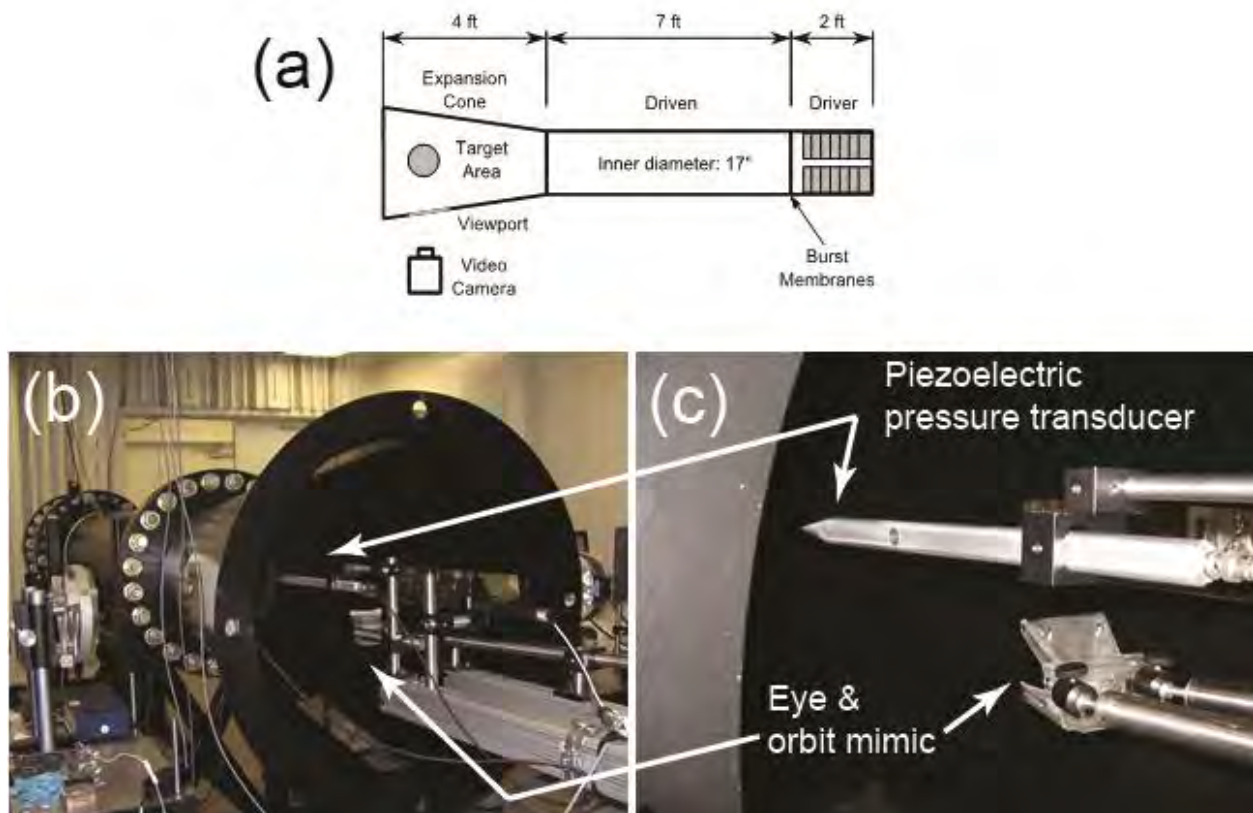 (a)
4 ft
7 ft
2 ft
Expansion
Cone
Driven
Driver
Target
Area
Inner diameter: 17"
Viewport
Video
Camera
Burst
Membranes
(b)
(c)
Piezoelectric
pressure transducer
Eye &
orbit mimic